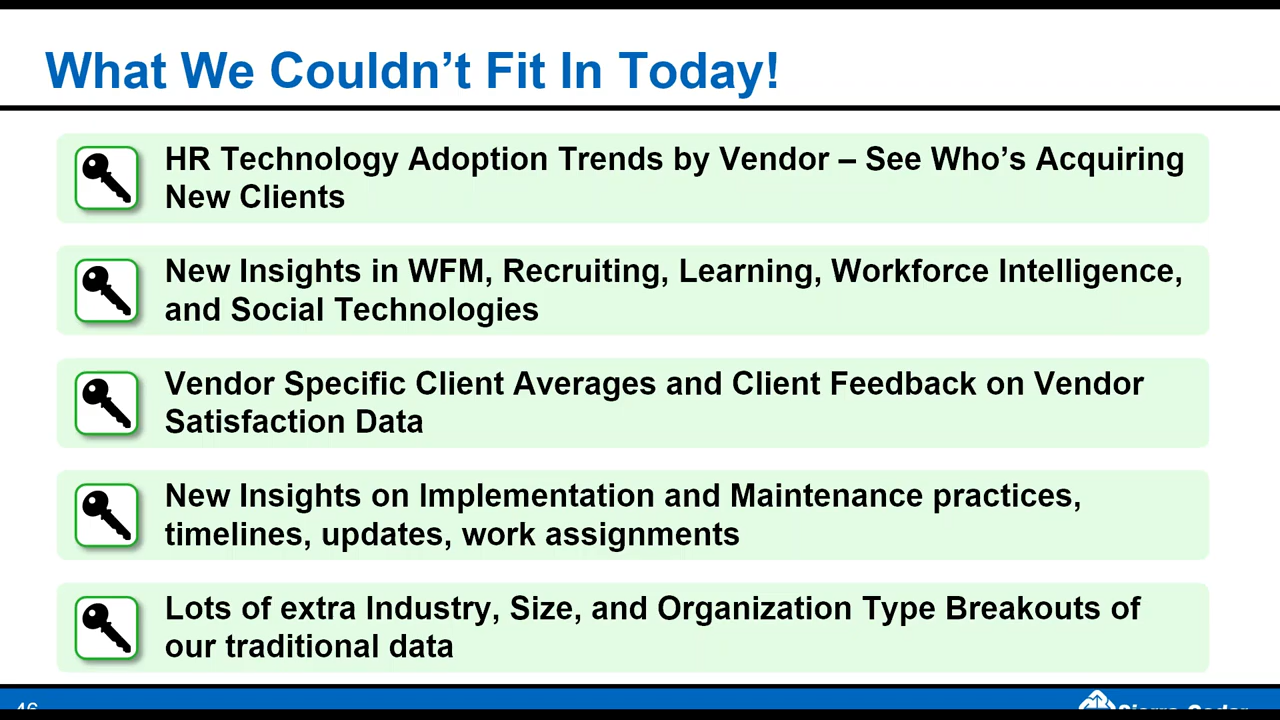 What We Couldn’t Fit In Today!
HR Technology Adoption Trends by Vendor – See Who’s Acquiring
New Clients
New Insights in WFM, Recruiting, Learning, Workforce Intelligence,
and Social Technologies
Vendor Specific Client Averages and Client Feedback on Vendor
Satisfaction Data
New Insights on Implementation and Maintenance practices,
timelines, updates, work assignments
Lots of extra Industry, Size, and Organization Type Breakouts of
our traditional data
46
Sierra-Cedar